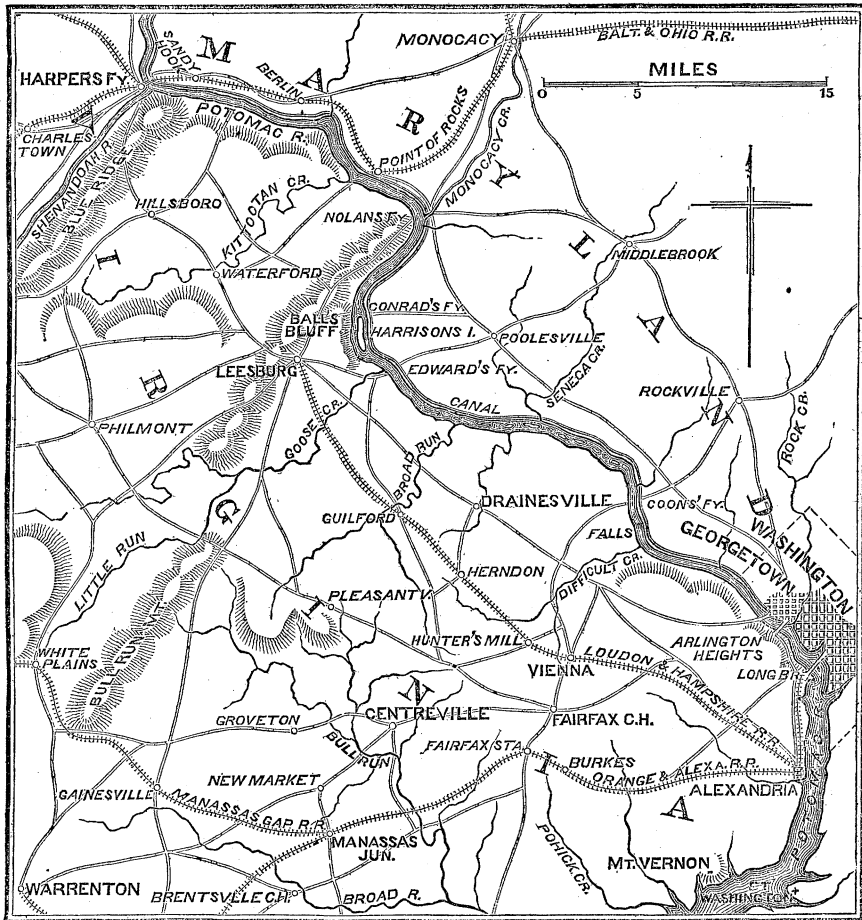 M A R Y L A N D
MONOCACY
BALT. & OHIO R.R.
SANDY HOOK
HARPERS FY.
BERLIN
MILES
0 5 15
POTOMAC R.
POINT OF ROCKS
MONOCACY CR.
CHARLES TOWN
SHENANDOAH R.
BLUE RIDGE
HILLSBORO
KITTOCTAN CR.
NOLANS FY.
MIDDLEBROOK
WATERFORD
CONRAD'S FY.
BALLS BLUFF
HARRISONS I.
POOLESVILLE
LEESBURG
EDWARD'S FY.
SENECA CR.
ROCKVILLE
ROCK CR.
CANAL
PHILMONT
GOOSE CR.
BROAD RUN
DRAINESVILLE
COONS' FY.
GUILFORD
FALLS
GEORGETOWN
WASHINGTON
LITTLE RUN
HERNDON
DIFFICULT CR.
PLEASANT V.
HUNTER'S MILL
ARLINGTON HEIGHTS
WHITE PLAINS
BULL RUN MT.
VIENNA
LOUDON & HAMPSHIRE R.R.
LONG BR.
GROVETON
CENTREVILLE
FAIRFAX C.H.
BULL RUN
FAIRFAX STA.
BURKES
ORANGE & ALEXA. R.R.
NEW MARKET
GAINESVILLE
MANASSAS GAP R.R.
ALEXANDRIA
POTOMAC
MANASSAS JUN.
POHICK CR.
MT. VERNON
WARRENTON
BRENTSVILLE C.H.
BROAD R.
FT. WASHINGTON
V I R G I N I A